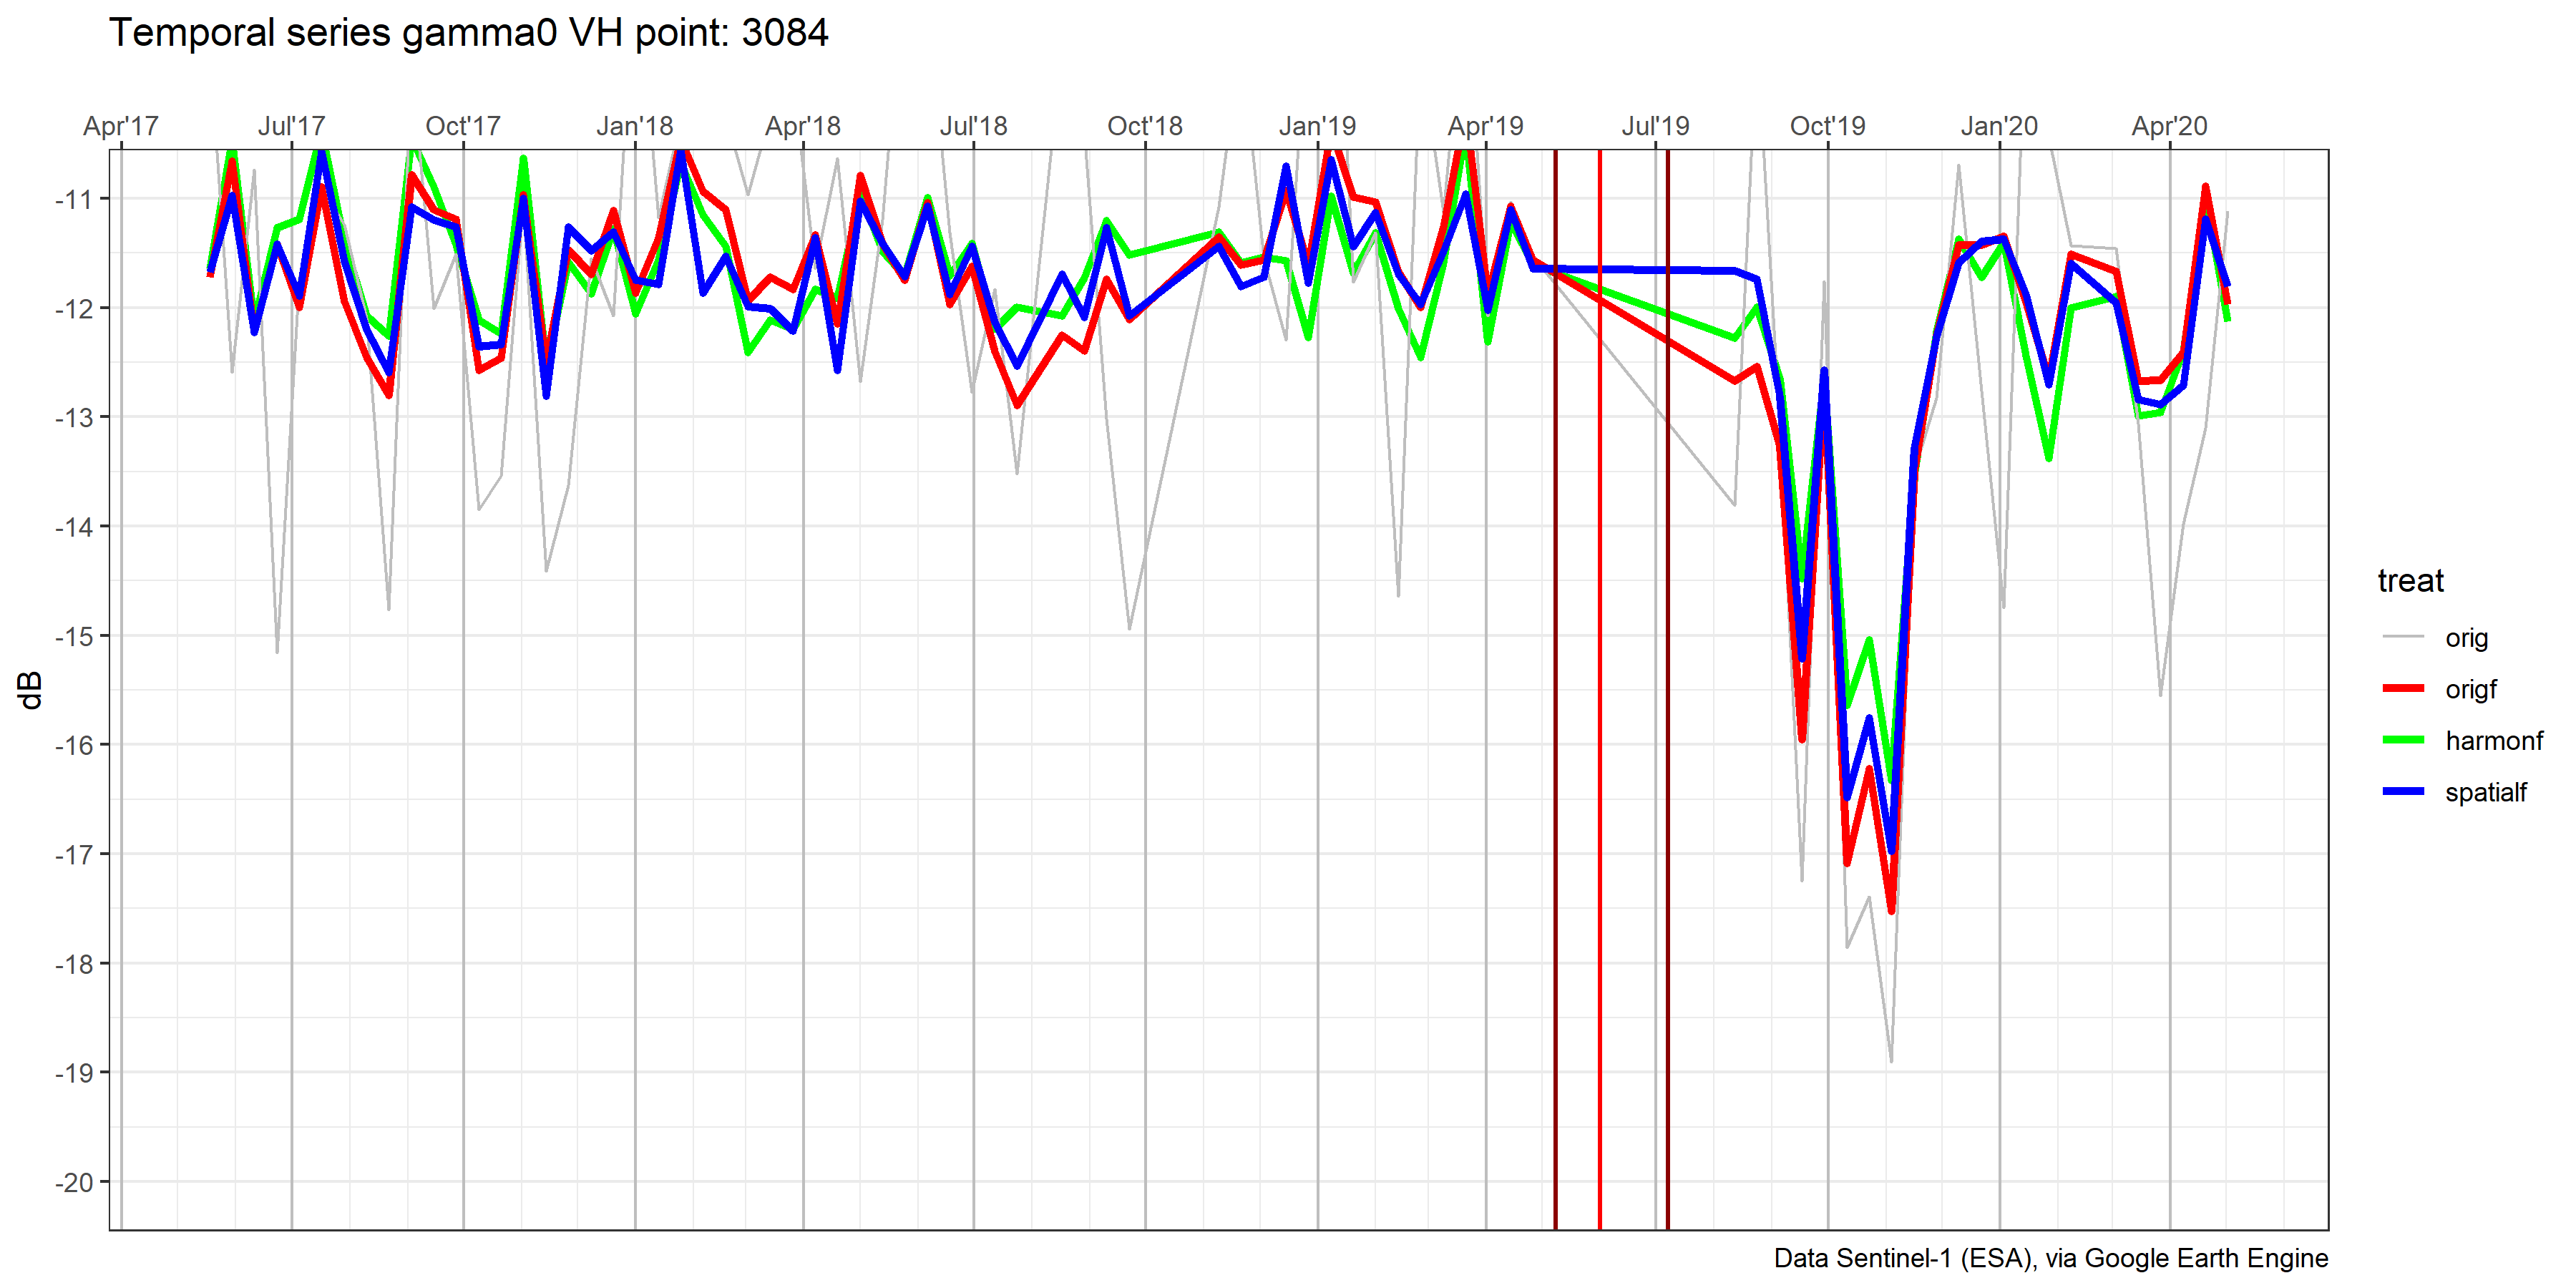 Temporal series gamma0 VH point: 3084
Apr'17 Jul'17 Oct'17 Jan'18 Apr'18 Jul'18 Oct'18 Jan'19 Apr'19 Jul'19 Oct'19 Jan'20 Apr'20
-11
-12
-13
-14
-15
-16
-17
-18
-19
-20
dB
treat
orig
origf
harmonf
spatialf
Data Sentinel-1 (ESA), via Google Earth Engine